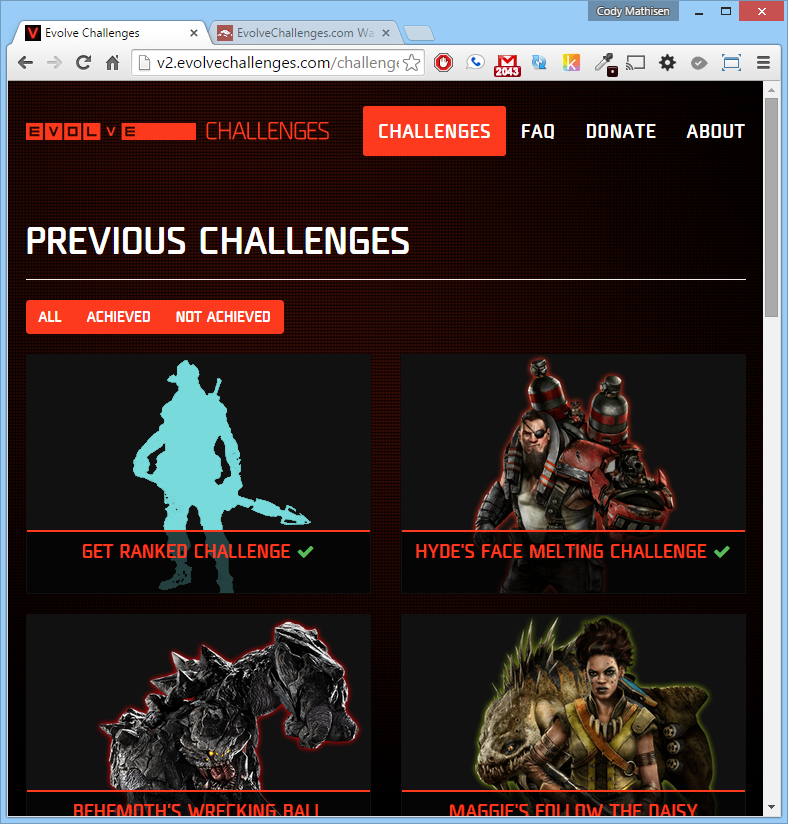 Cody Mathisen
Evolve Challenges
EvolveChallenges.com Wa
v2.evolvechallenges.com/challenge
2043
EVOLVE CHALLENGES
CHALLENGES
FAQ
DONATE
ABOUT
PREVIOUS CHALLENGES
ALL
ACHIEVED
NOT ACHIEVED
GET RANKED CHALLENGE
HYDE'S FACE MELTING CHALLENGE
BEHEMOTH'S WRECKING BALL
MAGGIE'S FOLLOW THE DAISY